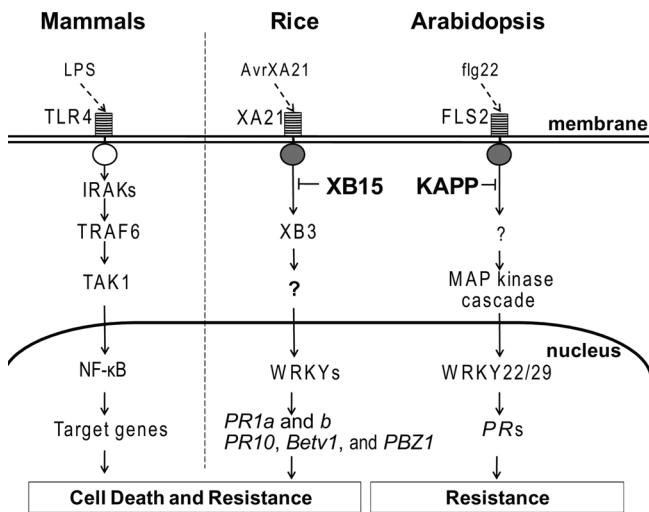 Mammals
Rice
Arabidopsis
LPS
AvrXA21
flg22
TLR4
XA21
FLS2
membrane
IRAKs
XB15
KAPP
TRAF6
XB3
?
TAK1
?
MAP kinase
cascade
nucleus
NF-κB
WRKYs
WRKY22/29
Target genes
PR1a and b
PR10, Betv1, and PBZ1
PRs
Cell Death and Resistance
Resistance